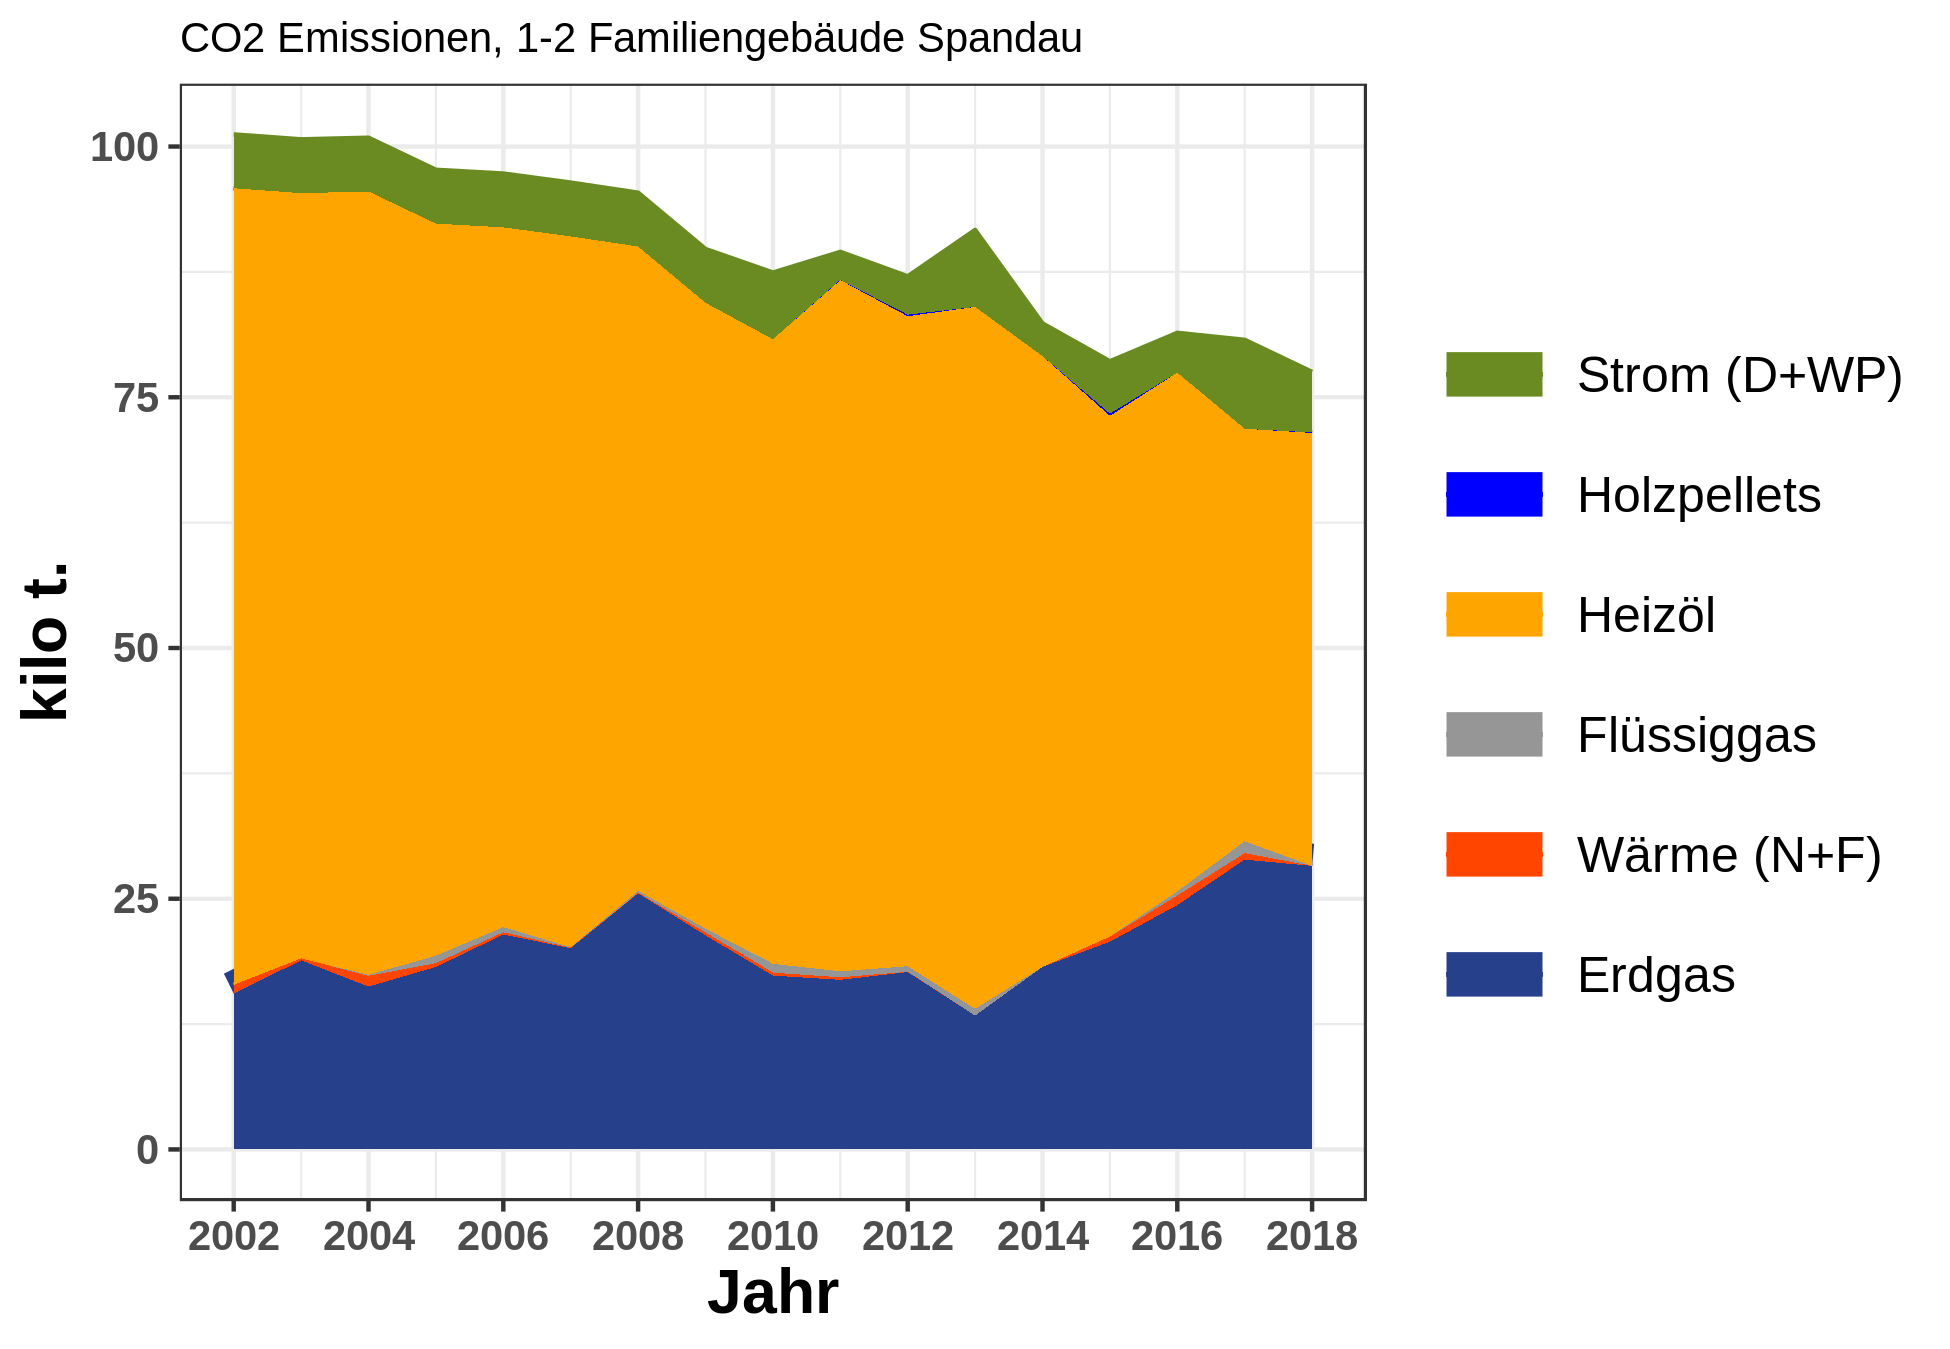 CO2 Emissionen, 1-2 Familiengebäude Spandau
kilo t.
100
75
50
25
0
2002 2004 2006 2008 2010 2012 2014 2016 2018
Jahr
Strom (D+WP)
Holzpellets
Heizöl
Flüssiggas
Wärme (N+F)
Erdgas